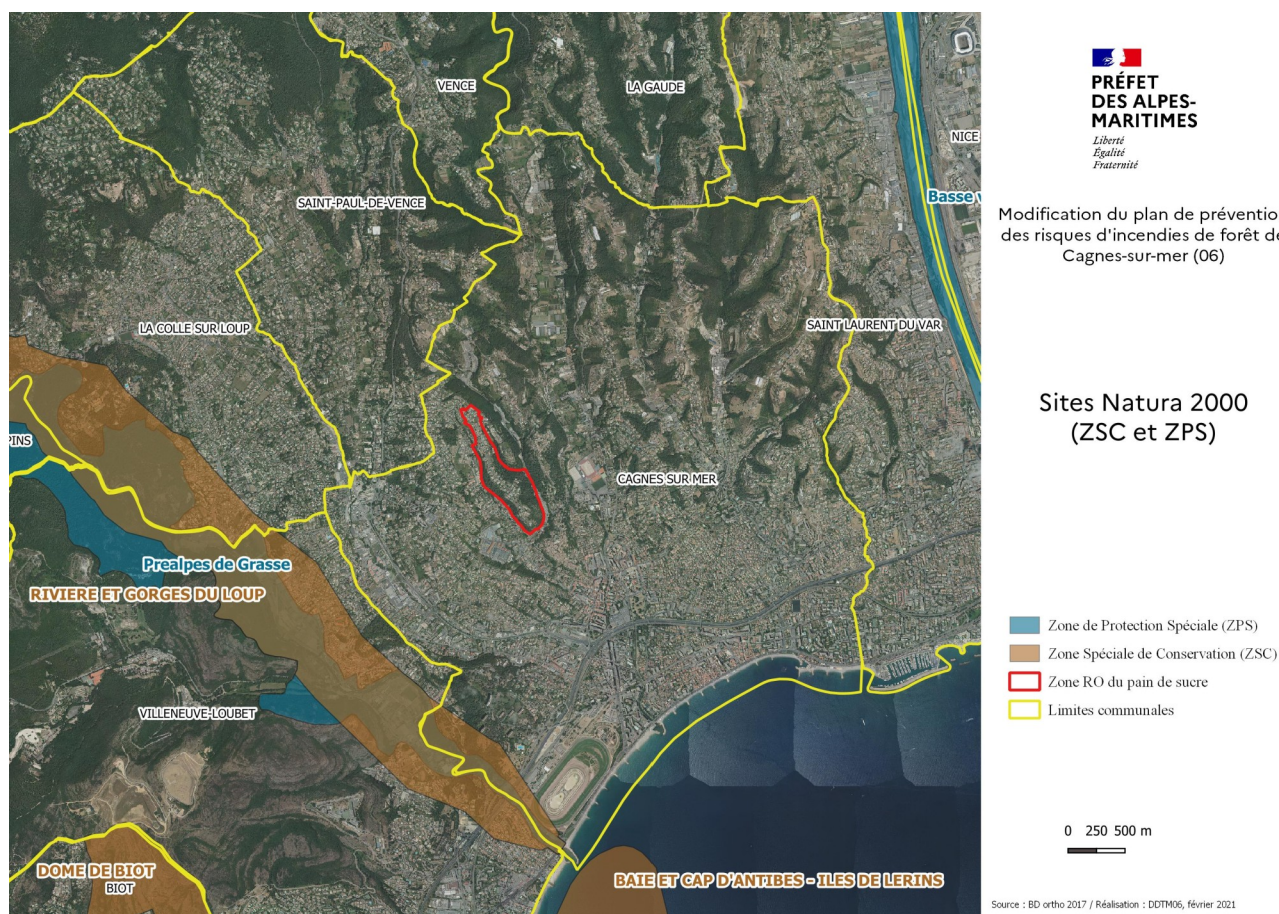 VENCE
LA GAUDE
NICE
SAINT-PAUL-DE-VENCE
Basse v
LA COLLE SUR LOUP
SAINT LAURENT DU VAR
PINS
CAGNES SUR MER
Prealpes de Grasse
RIVIERE ET GORGES DU LOUP
VILLENEUVE-LOUBET
DOME DE BIOT
BIOT
BAIE ET CAP D'ANTIBES - ILES DE LERINS
PRÉFET
DES ALPES-
MARITIMES
Liberté
Égalité
Fraternité
Modification du plan de préventio
des risques d'incendies de forêt de
Cagnes-sur-mer (06)
Sites Natura 2000
(ZSC et ZPS)
Zone de Protection Spéciale (ZPS)
Zone Spéciale de Conservation (ZSC)
Zone R0 du pain de sucre
Limites communales
0 250 500 m
Source : BD ortho 2017 / Réalisation : DDTM06, février 2021